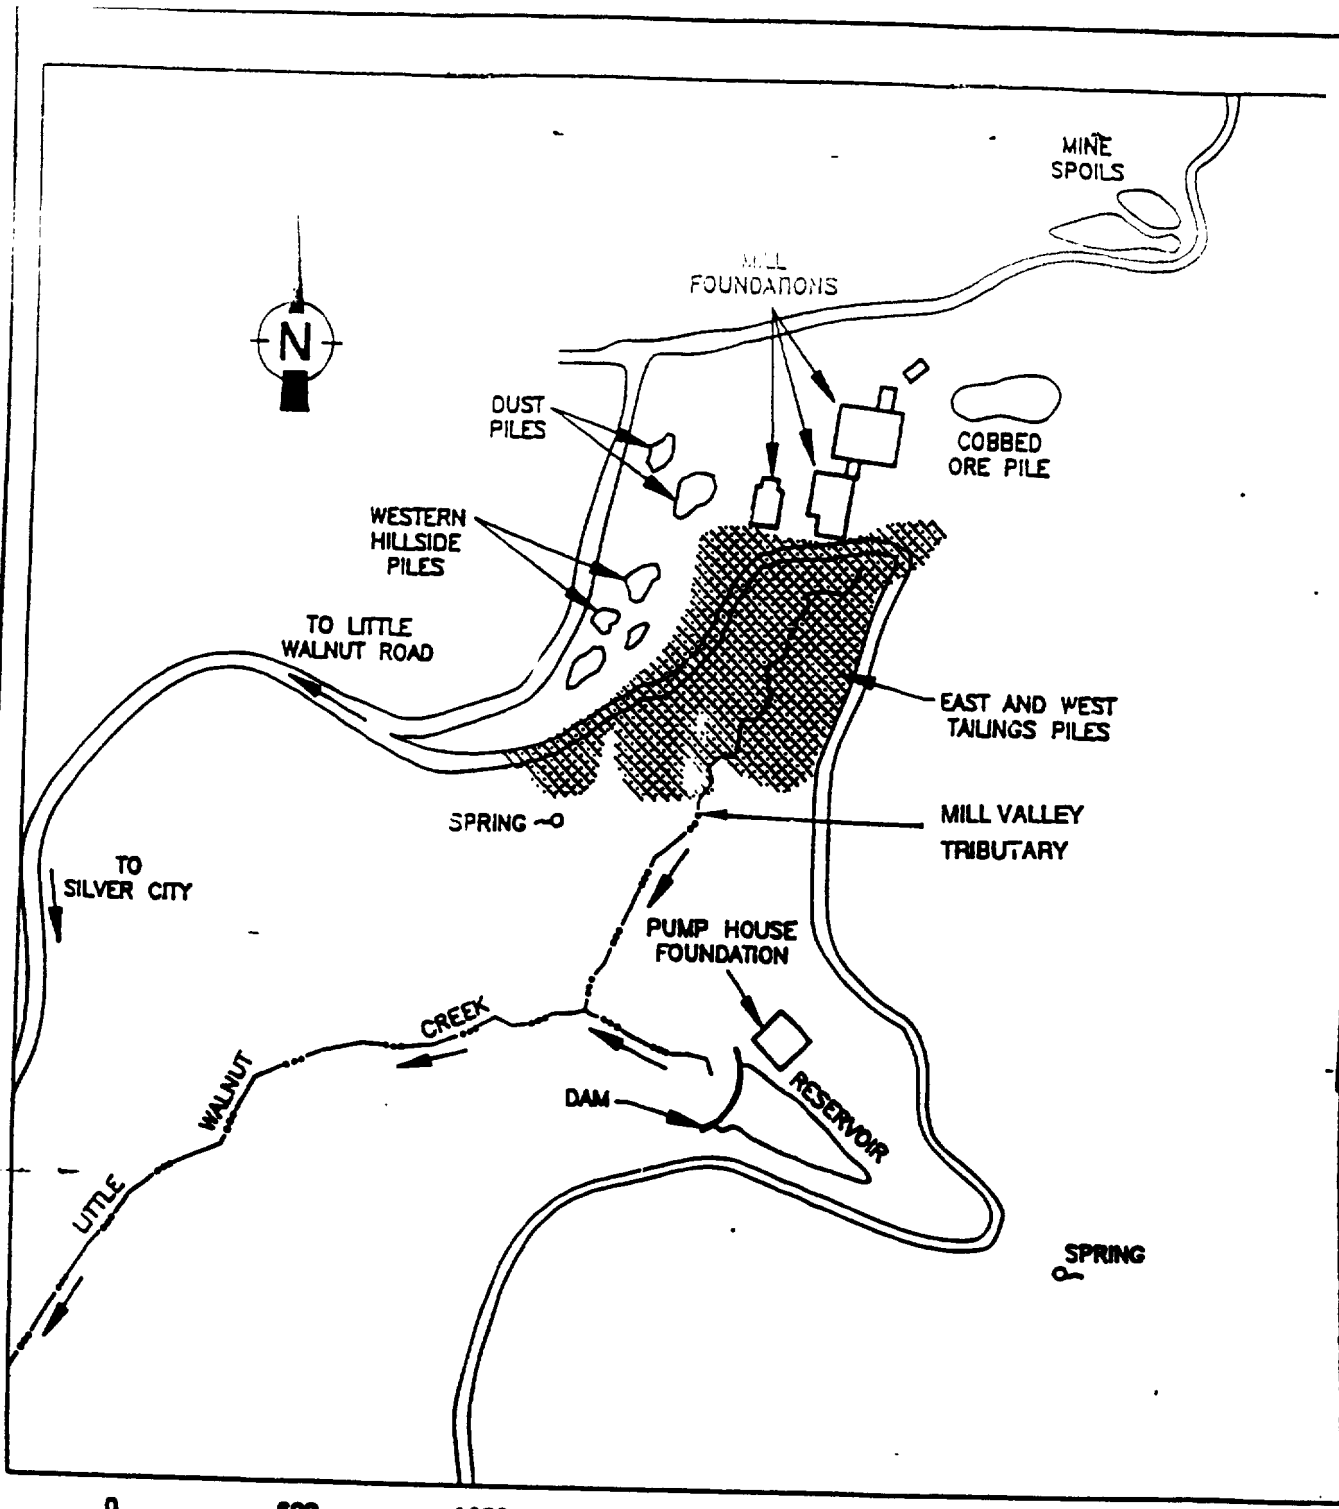 MINE
SPOILS
MILL
FOUNDATIONS
N
DUST
PILES
COBBED
ORE PILE
WESTERN
HILLSIDE
PILES
TO LITTLE
WALNUT ROAD
EAST AND WEST
TAILINGS PILES
SPRING
MILL VALLEY
TRIBUTARY
TO
SILVER CITY
PUMP HOUSE
FOUNDATION
CREEK
WALNUT
LITTLE
DAM
RESERVOIR
SPRING
0